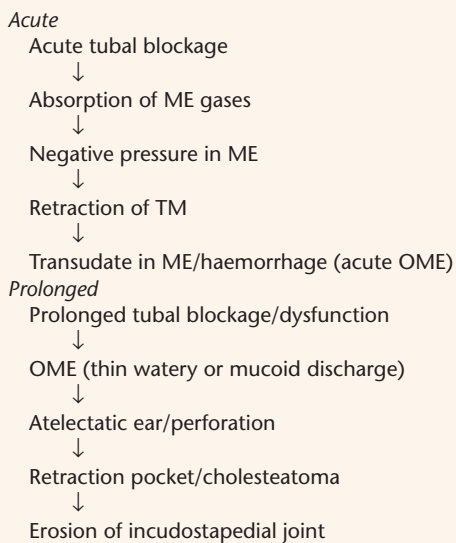 Acute
Acute tubal blockage
↓
Absorption of ME gases
↓
Negative pressure in ME
↓
Retraction of TM
↓
Transudate in ME/haemorrhage (acute OME)
Prolonged
Prolonged tubal blockage/dysfunction
↓
OME (thin watery or mucoid discharge)
↓
Atelectatic ear/perforation
↓
Retraction pocket/cholesteatoma
↓
Erosion of incudostapedial joint